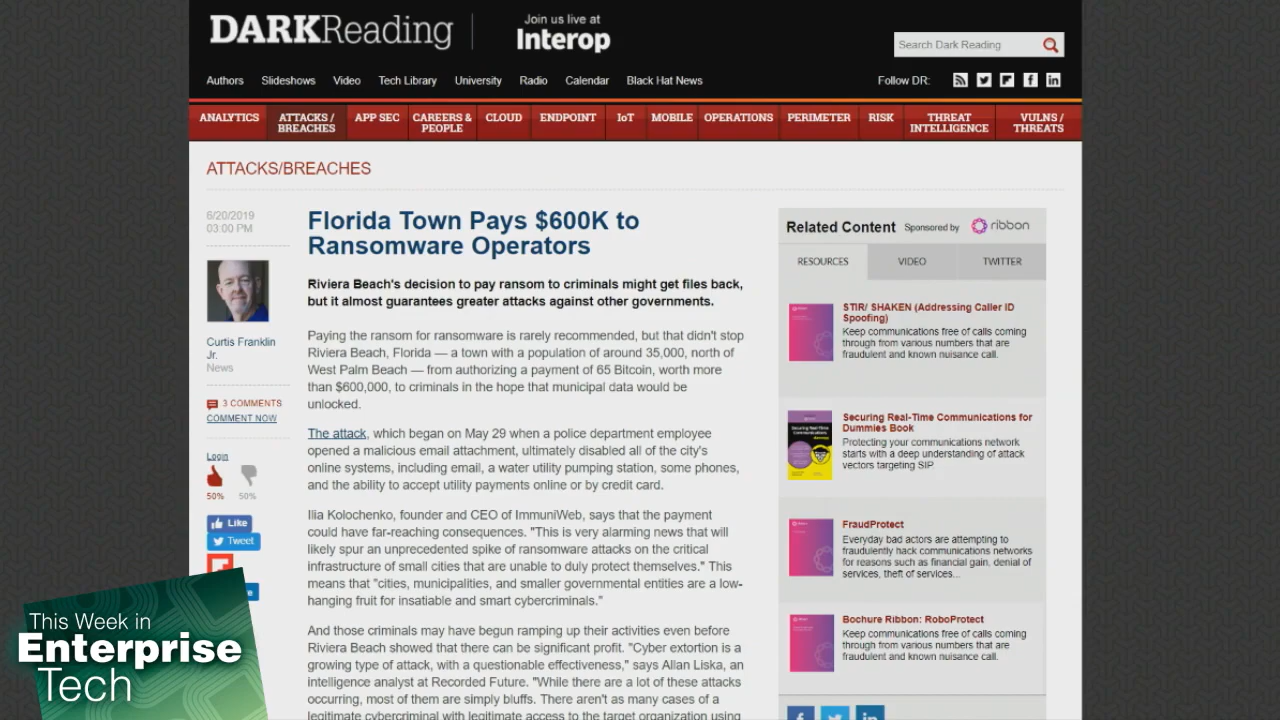 DARKReading
Join us live at
Interop
Search Dark Reading
Authors Slideshows Video Tech Library University Radio Calendar Black Hat News
Follow DR:
ANALYTICS
ATTACKS /
BREACHES
APP SEC
CAREERS &
PEOPLE
CLOUD
ENDPOINT
IoT
MOBILE
OPERATIONS
PERIMETER
RISK
THREAT
INTELLIGENCE
VULNS /
THREATS
ATTACKS/BREACHES
6/20/2019
03:00 PM
Curtis Franklin
Jr.
News
3 COMMENTS
COMMENT NOW
Login
50% 50%
Like
Tweet
Florida Town Pays $600K to
Ransomware Operators
Riviera Beach's decision to pay ransom to criminals might get files back,
but it almost guarantees greater attacks against other governments.
Paying the ransom for ransomware is rarely recommended, but that didn't stop
Riviera Beach, Florida — a town with a population of around 35,000, north of
West Palm Beach — from authorizing a payment of 65 Bitcoin, worth more
than $600,000, to criminals in the hope that municipal data would be
unlocked.
The attack, which began on May 29 when a police department employee
opened a malicious email attachment, ultimately disabled all of the city's
online systems, including email, a water utility pumping station, some phones,
and the ability to accept utility payments online or by credit card.
Ilia Kolochenko, founder and CEO of ImmuniWeb, says that the payment
could have far-reaching consequences. "This is very alarming news that will
likely spur an unprecedented spike of ransomware attacks on the critical
infrastructure of small cities that are unable to duly protect themselves." This
means that "cities, municipalities, and smaller governmental entities are a low-
hanging fruit for insatiable and smart cybercriminals."
And those criminals may have begun ramping up their activities even before
Riviera Beach showed that there can be significant profit. "Cyber extortion is a
growing type of attack, with a questionable effectiveness," says Allan Liska, an
intelligence analyst at Recorded Future. "While there are a lot of these attacks
occurring, most of them are simply bluffs. There aren't as many cases of a
legitimate cybercriminal with legitimate access to the target organization using
Related Content Sponsored by ribbon
RESOURCES VIDEO TWITTER
STIR/ SHAKEN (Addressing Caller ID
Spoofing)
Keep communications free of calls coming
through from various numbers that are
fraudulent and known nuisance call.
Securing Real-Time Communications for
Dummies Book
Protecting your communications network
starts with a deep understanding of attack
vectors targeting SIP.
FraudProtect
Everyday bad actors are attempting to
fraudulently hack communications networks
for reasons such as financial gain, denial of
services, theft of services...
Bochure Ribbon: RoboProtect
Keep communications free of calls coming
through from various numbers that are
fraudulent and known nuisance call.
This Week in
Enterprise
Tech